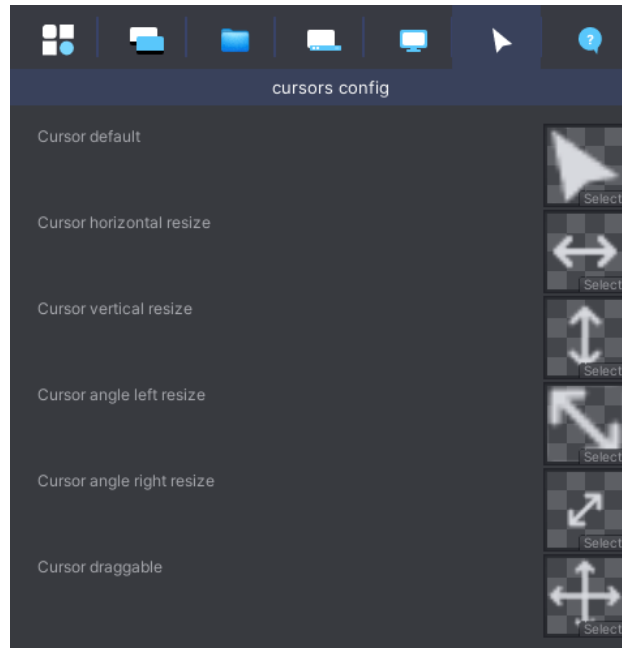 ?
cursors config
Cursor default
Select
Cursor horizontal resize
Select
Cursor vertical resize
Select
Cursor angle left resize
Select
Cursor angle right resize
Select
Cursor draggable
Select